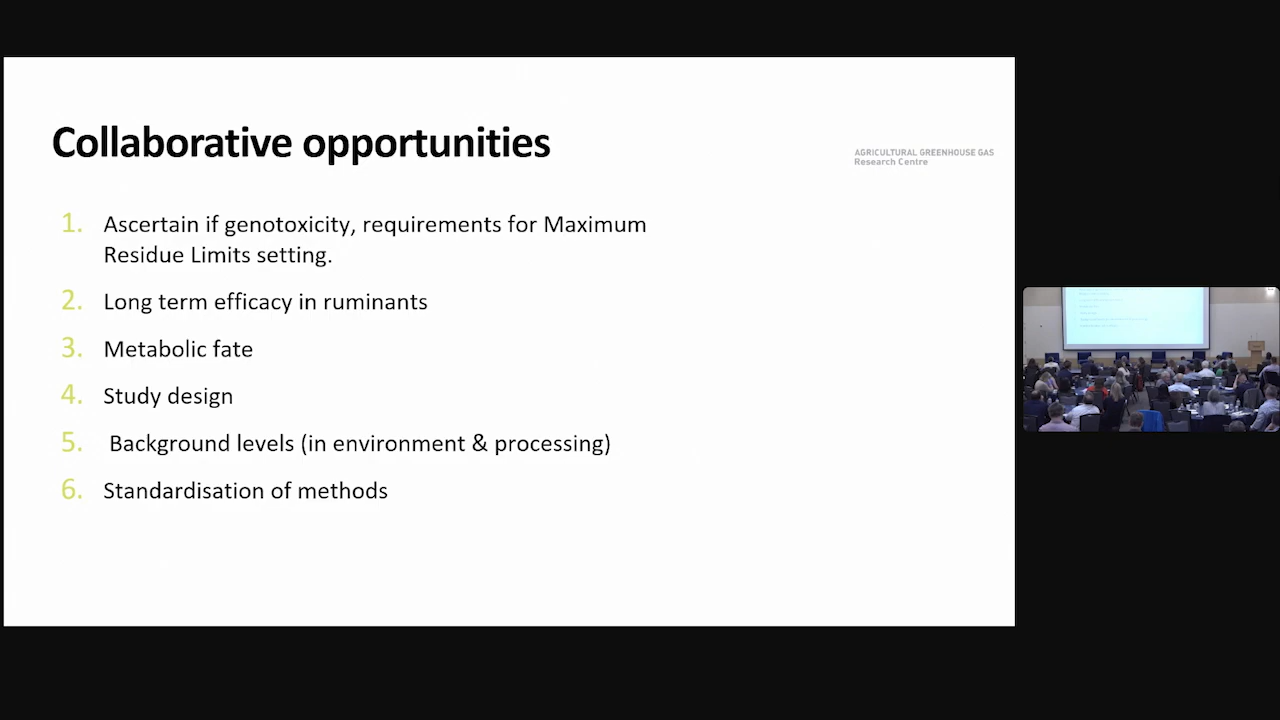 Collaborative opportunities
AGRICULTURAL GREENHOUSE GAS
Research Centre
1. Ascertain if genotoxicity, requirements for Maximum
Residue Limits setting.
2. Long term efficacy in ruminants
3. Metabolic fate
4. Study design
5. Background levels (in environment & processing)
6. Standardisation of methods